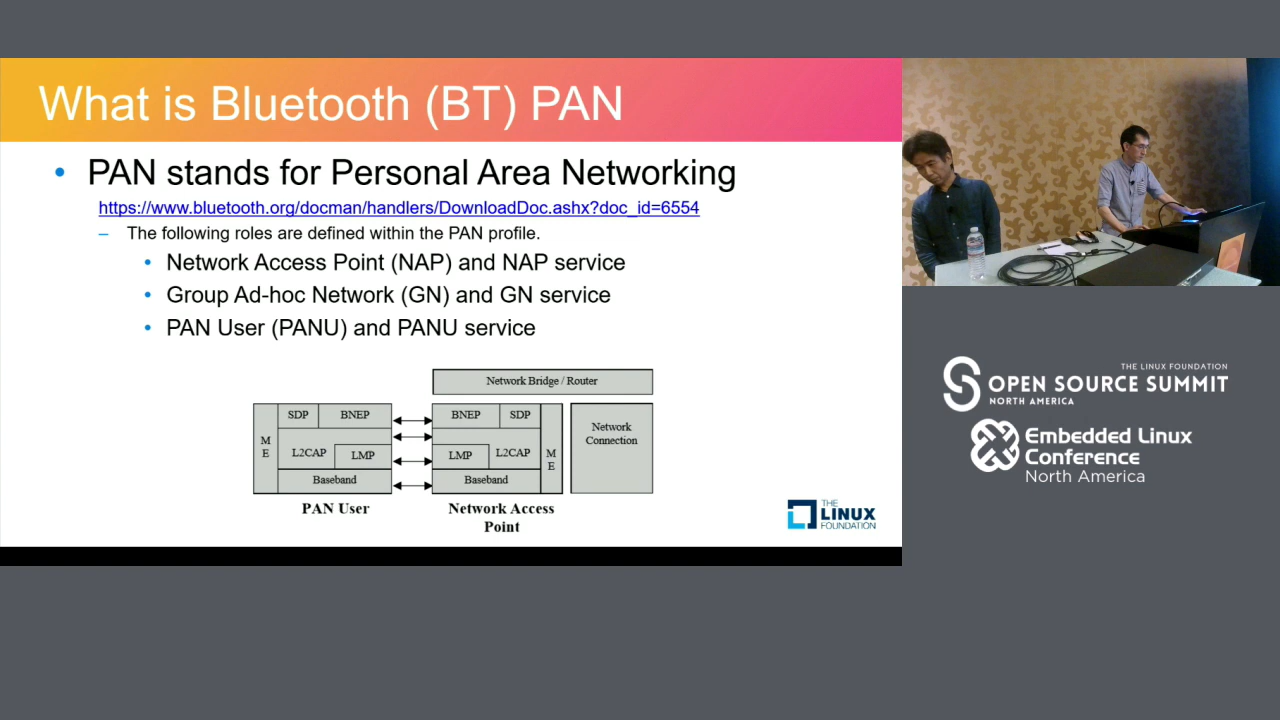 What is Bluetooth (BT) PAN
• PAN stands for Personal Area Networking
https://www.bluetooth.org/docman/handlers/DownloadDoc.ashx?doc_id=6554
– The following roles are defined within the PAN profile.
• Network Access Point (NAP) and NAP service
• Group Ad-hoc Network (GN) and GN service
• PAN User (PANU) and PANU service
Network Bridge / Router
M
E
SDP
BNEP
L2CAP
LMP
Baseband
PAN User
BNEP
SDP
LMP
L2CAP
Baseband
M
E
Network Access
Point
Network
Connection
THE
LINUX
FOUNDATION
THE LINUX FOUNDATION
OPEN SOURCE SUMMIT
NORTH AMERICA
Embedded Linux
Conference
North America